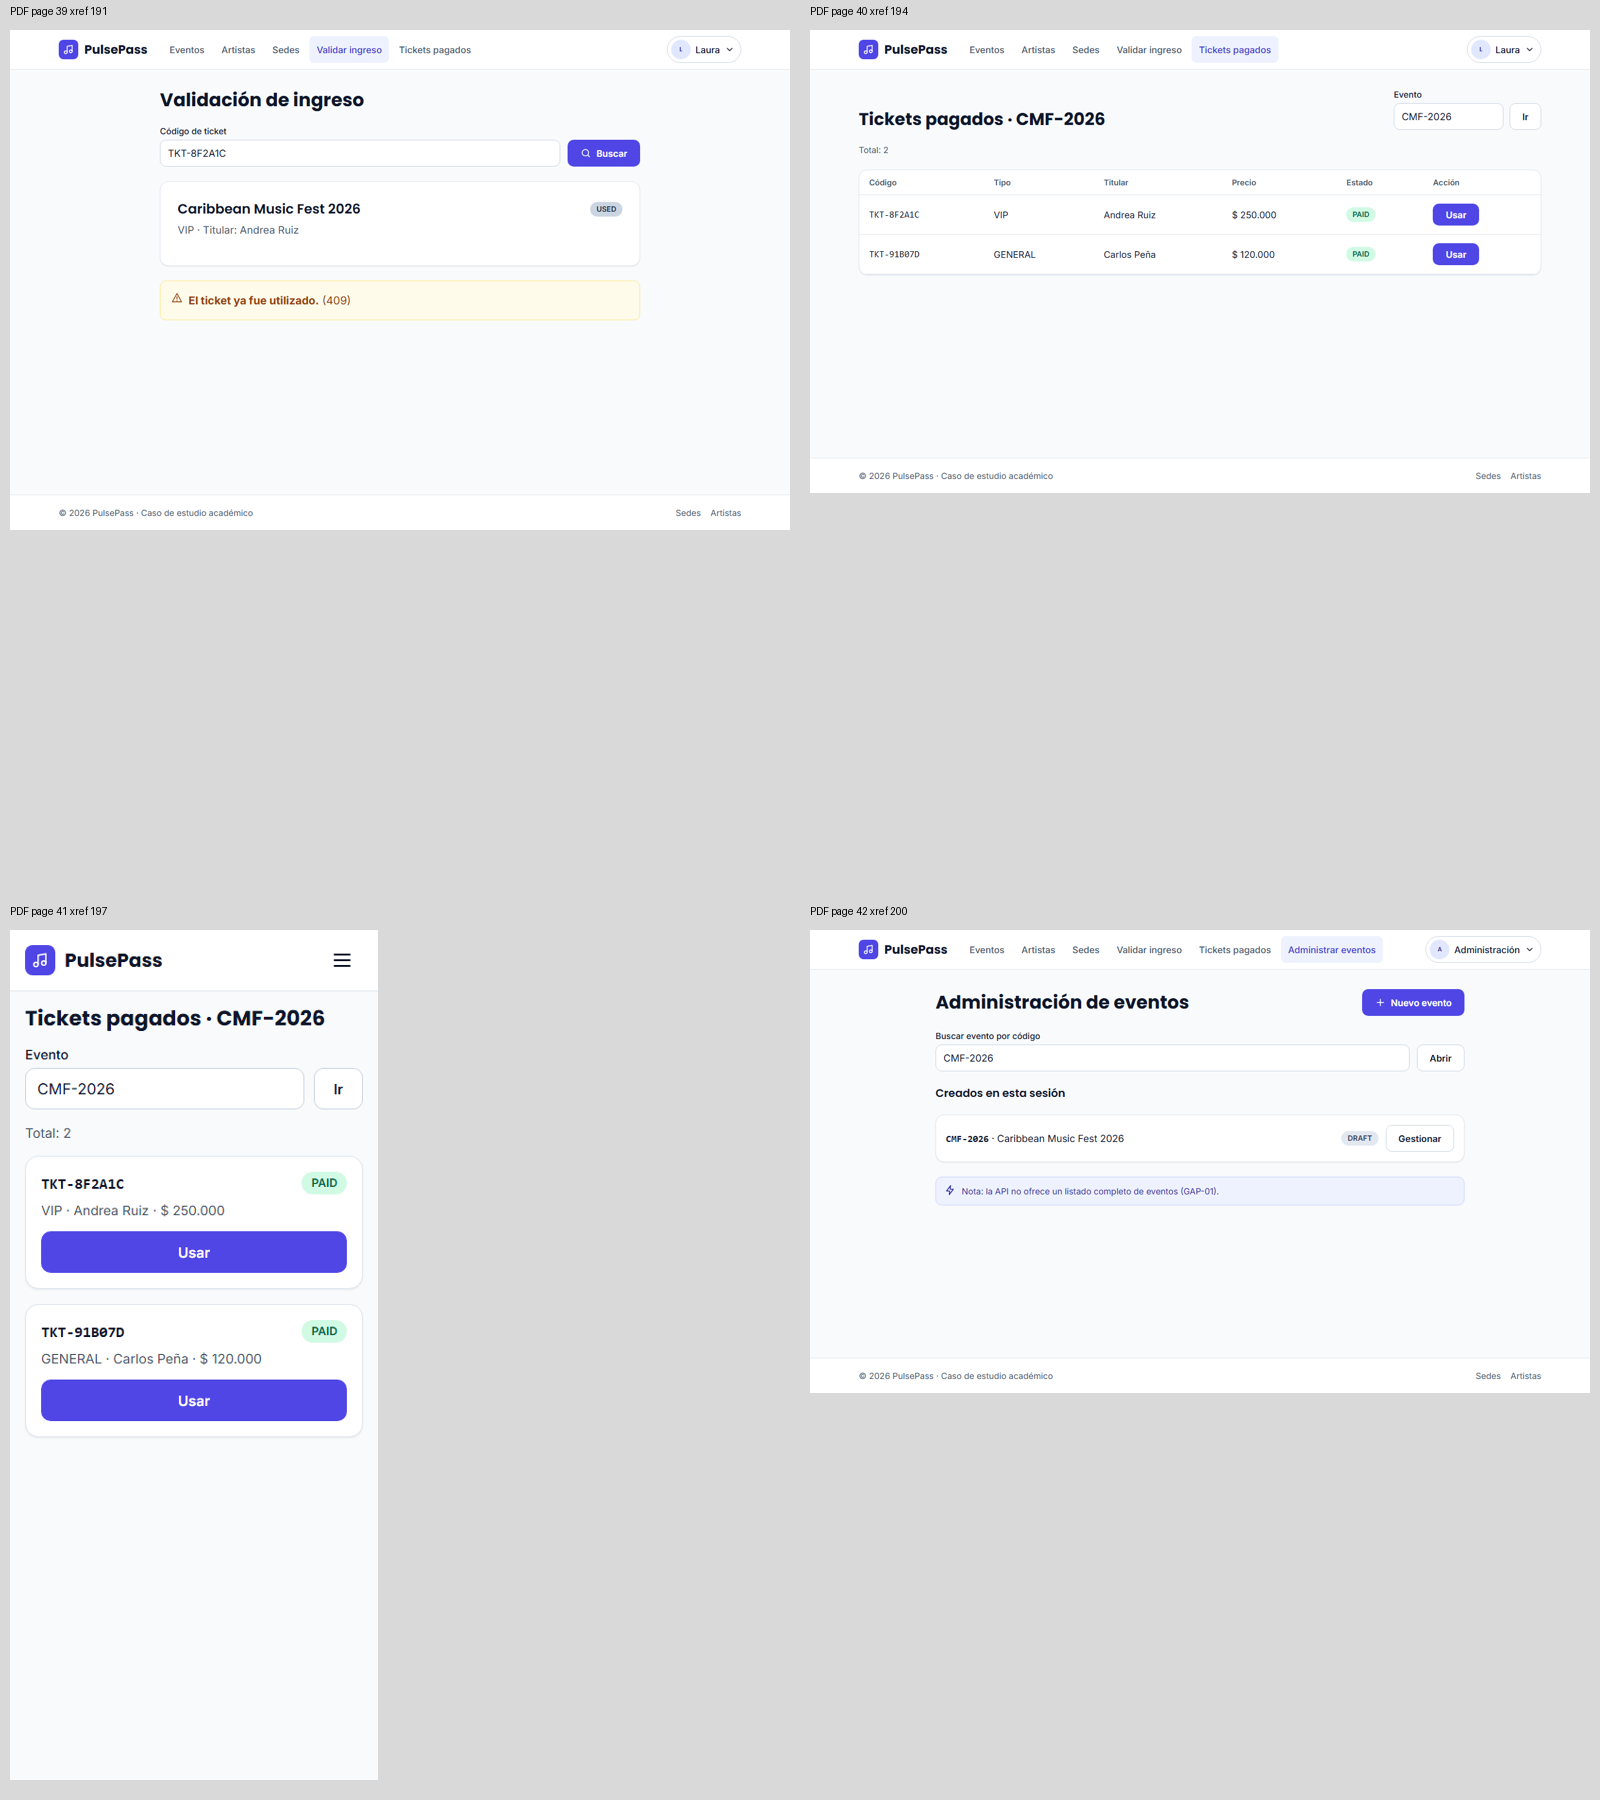 PDF page 39 xref 191
PulsePass Eventos Artistas Sedes Validar ingreso Tickets pagados L Laura
Validación de ingreso
Código de ticket
TKT-8F2A1C Buscar
Caribbean Music Fest 2026 USED
VIP · Titular: Andrea Ruiz
El ticket ya fue utilizado. (409)
© 2026 PulsePass · Caso de estudio académico Sedes Artistas
PDF page 40 xref 194
PulsePass Eventos Artistas Sedes Validar ingreso Tickets pagados L Laura
Evento
Tickets pagados · CMF-2026 CMF-2026 Ir
Total: 2
Código Tipo Titular Precio Estado Acción
TKT-8F2A1C VIP Andrea Ruiz $ 250.000 PAID Usar
TKT-91B07D GENERAL Carlos Peña $ 120.000 PAID Usar
© 2026 PulsePass · Caso de estudio académico Sedes Artistas
PDF page 41 xref 197
PulsePass
Tickets pagados · CMF-2026
Evento
CMF-2026 Ir
Total: 2
TKT-8F2A1C PAID
VIP · Andrea Ruiz · $ 250.000
Usar
TKT-91B07D PAID
GENERAL · Carlos Peña · $ 120.000
Usar
PDF page 42 xref 200
PulsePass Eventos Artistas Sedes Validar ingreso Tickets pagados Administrar eventos A Administración
Administración de eventos Nuevo evento
Buscar evento por código
CMF-2026 Abrir
Creados en esta sesión
CMF-2026 · Caribbean Music Fest 2026 DRAFT Gestionar
Nota: la API no ofrece un listado completo de eventos (GAP-01).
© 2026 PulsePass · Caso de estudio académico Sedes Artistas